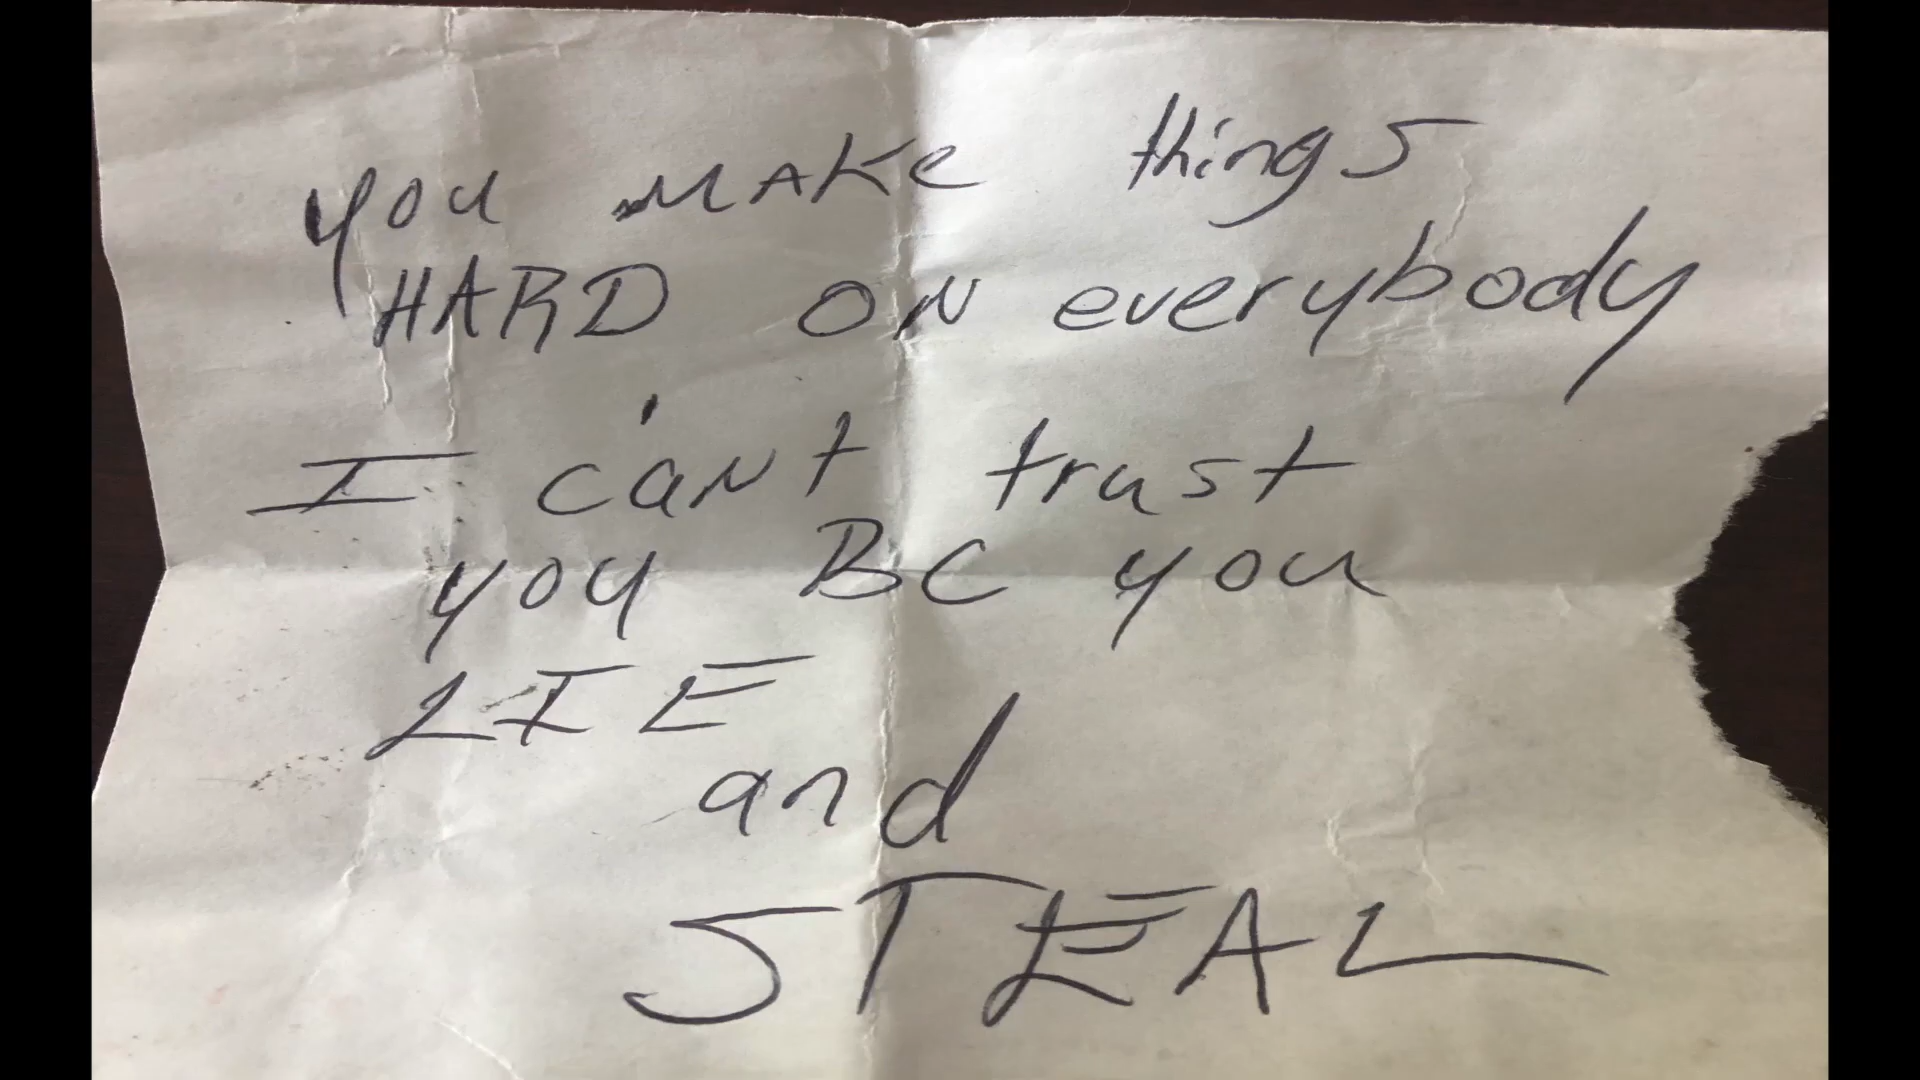 you MAKe things
HARD ON everybody
I can't trust
you BC you
LIE
and
STEAL